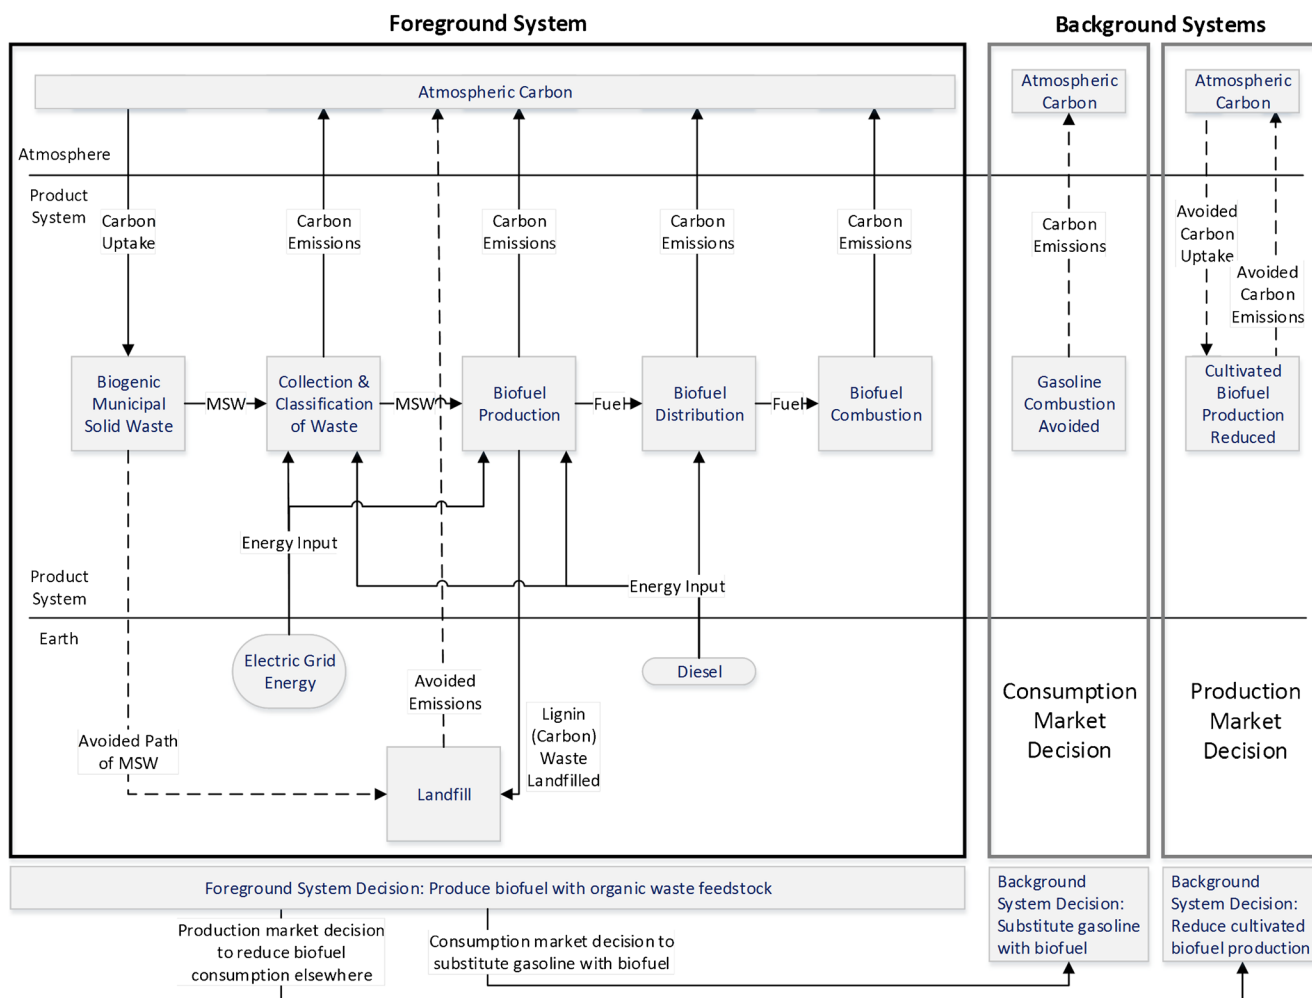 Foreground System
Background Systems
Atmospheric Carbon
Atmospheric
Carbon
Atmospheric
Carbon
Atmosphere
Product
System
Carbon
Uptake
Carbon
Emissions
Carbon
Emissions
Carbon
Emissions
Carbon
Emissions
Carbon
Emissions
Avoided
Carbon
Uptake
Avoided
Carbon
Emissions
Biogenic
Municipal
Solid Waste
MSW
Collection &
Classification
of Waste
MSW
Biofuel
Production
Fuel
Biofuel
Distribution
Fuel
Biofuel
Combustion
Gasoline
Combustion
Avoided
Cultivated
Biofuel
Production
Reduced
Energy Input
Energy Input
Product
System
Earth
Electric Grid
Energy
Diesel
Avoided
Emissions
Lignin
(Carbon)
Waste
Landfilled
Avoided Path
of MSW
Landfill
Consumption
Market
Decision
Production
Market
Decision
Foreground System Decision: Produce biofuel with organic waste feedstock
Background
System Decision:
Substitute gasoline
with biofuel
Background
System Decision:
Reduce cultivated
biofuel production
Production market decision
to reduce biofuel
consumption elsewhere
Consumption market decision to
substitute gasoline with biofuel